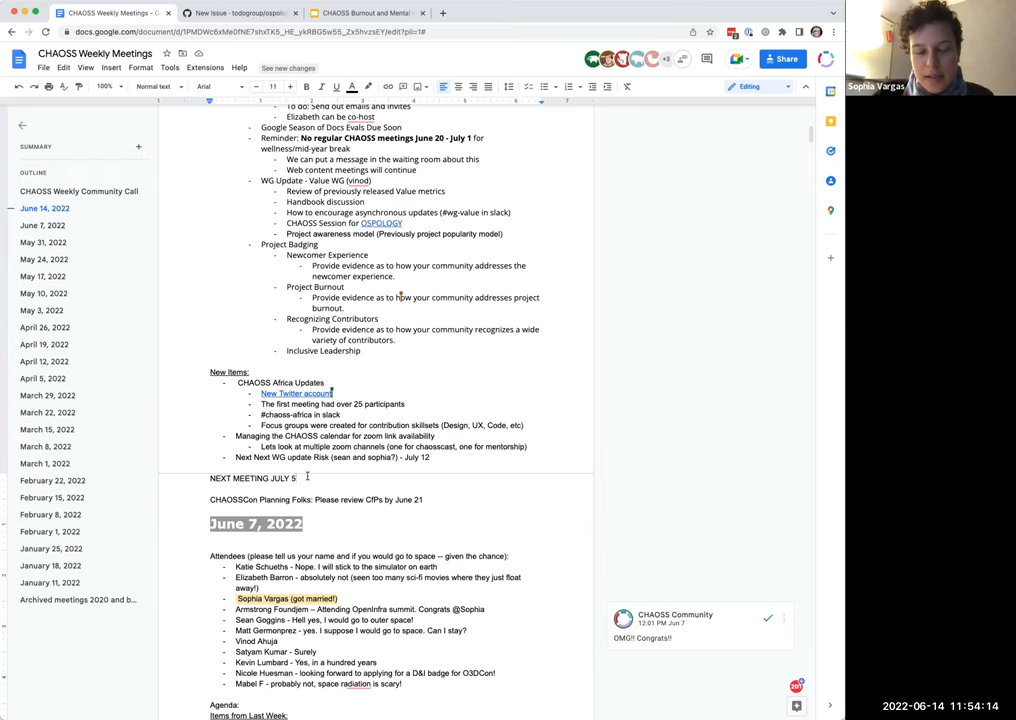 CHAOSS Weekly Meetings - G
New Issue · todogroup/ospolog
CHAOSS Burnout and Mental H
docs.google.com/document/d/1PMDWc6xMe0fNE7shxTK5_HE_ykRBG5w55_Zx5hvzsEY/edit?pli=1#
CHAOSS Weekly Meetings
File Edit View Insert Format Tools Extensions Help See new changes
+3
Share
100% Normal text Arial 11 Editing
1 2 3 4 5 6 7
SUMMARY
OUTLINE
CHAOSS Weekly Community Call
June 14, 2022
June 7, 2022
May 31, 2022
May 24, 2022
May 17, 2022
May 10, 2022
May 3, 2022
April 26, 2022
April 19, 2022
April 12, 2022
April 5, 2022
March 29, 2022
March 22, 2022
March 15, 2022
March 8, 2022
March 1, 2022
February 22, 2022
February 15, 2022
February 8, 2022
February 1, 2022
January 25, 2022
January 18, 2022
January 11, 2022
Archived meetings 2020 and b...
- To do: Send out emails and invites
- Elizabeth can be co-host
- Google Season of Docs Evals Due Soon
- Reminder: No regular CHAOSS meetings June 20 - July 1 for
wellness/mid-year break
- We can put a message in the waiting room about this
- Web content meetings will continue
- WG Update - Value WG (vinod)
- Review of previously released Value metrics
- Handbook discussion
- How to encourage asynchronous updates (#wg-value in slack)
- CHAOSS Session for OSPOLOGY
- Project awareness model (Previously project popularity model)
- Project Badging
- Newcomer Experience
- Provide evidence as to how your community addresses the
newcomer experience.
- Project Burnout
- Provide evidence as to how your community addresses project
burnout.
- Recognizing Contributors
- Provide evidence as to how your community recognizes a wide
variety of contributors.
- Inclusive Leadership
New Items:
- CHAOSS Africa Updates
- New Twitter account
- The first meeting had over 25 participants
- #chaoss-africa in slack
- Focus groups were created for contribution skillsets (Design, UX, Code, etc)
- Managing the CHAOSS calendar for zoom link availability
- Lets look at multiple zoom channels (one for chaosscast, one for mentorship)
- Next Next WG update Risk (sean and sophia?) - July 12
NEXT MEETING JULY 5
CHAOSSCon Planning Folks: Please review CfPs by June 21
June 7, 2022
Attendees (please tell us your name and if you would go to space -- given the chance):
- Katie Schueths - Nope. I will stick to the simulator on earth
- Elizabeth Barron - absolutely not (seen too many sci-fi movies where they just float
away!)
- Sophia Vargas (got married!)
- Armstrong Foundjem – Attending OpenInfra summit. Congrats @Sophia
- Sean Goggins - Hell yes, I would go to outer space!
- Matt Germonprez - yes. I suppose I would go to space. Can I stay?
- Vinod Ahuja
- Satyam Kumar - Surely
- Kevin Lumbard - Yes, in a hundred years
- Nicole Huesman - looking forward to applying for a D&I badge for O3DCon!
- Mabel F - probably not, space radiation is scary!
Agenda:
Items from Last Week:
CHAOSS Community
12:01 PM Jun 7
OMG!! Congrats!!
Sophia Vargas
2022-06-14 11:54:14